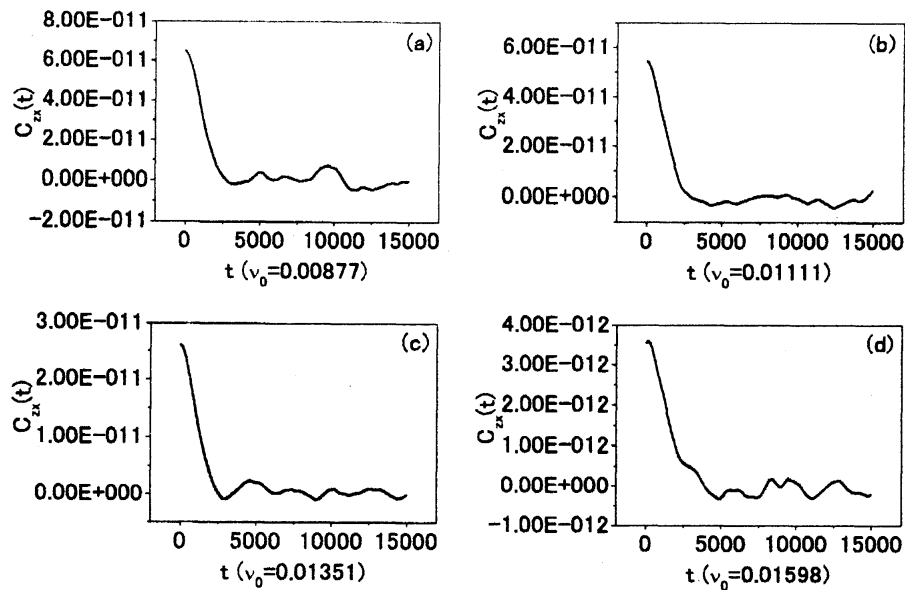 (a)
8.00E-011
6.00E-011
4.00E-011
2.00E-011
0.00E+000
-2.00E-011
C_zx(t)
0 5000 10000 15000
t (ν₀=0.00877)
(b)
6.00E-011
4.00E-011
2.00E-011
0.00E+000
C_zx(t)
0 5000 10000 15000
t (ν₀=0.01111)
(c)
3.00E-011
2.00E-011
1.00E-011
0.00E+000
C_zx(t)
0 5000 10000 15000
t (ν₀=0.01351)
(d)
4.00E-012
3.00E-012
2.00E-012
1.00E-012
0.00E+000
-1.00E-012
C_zx(t)
0 5000 10000 15000
t (ν₀=0.01598)